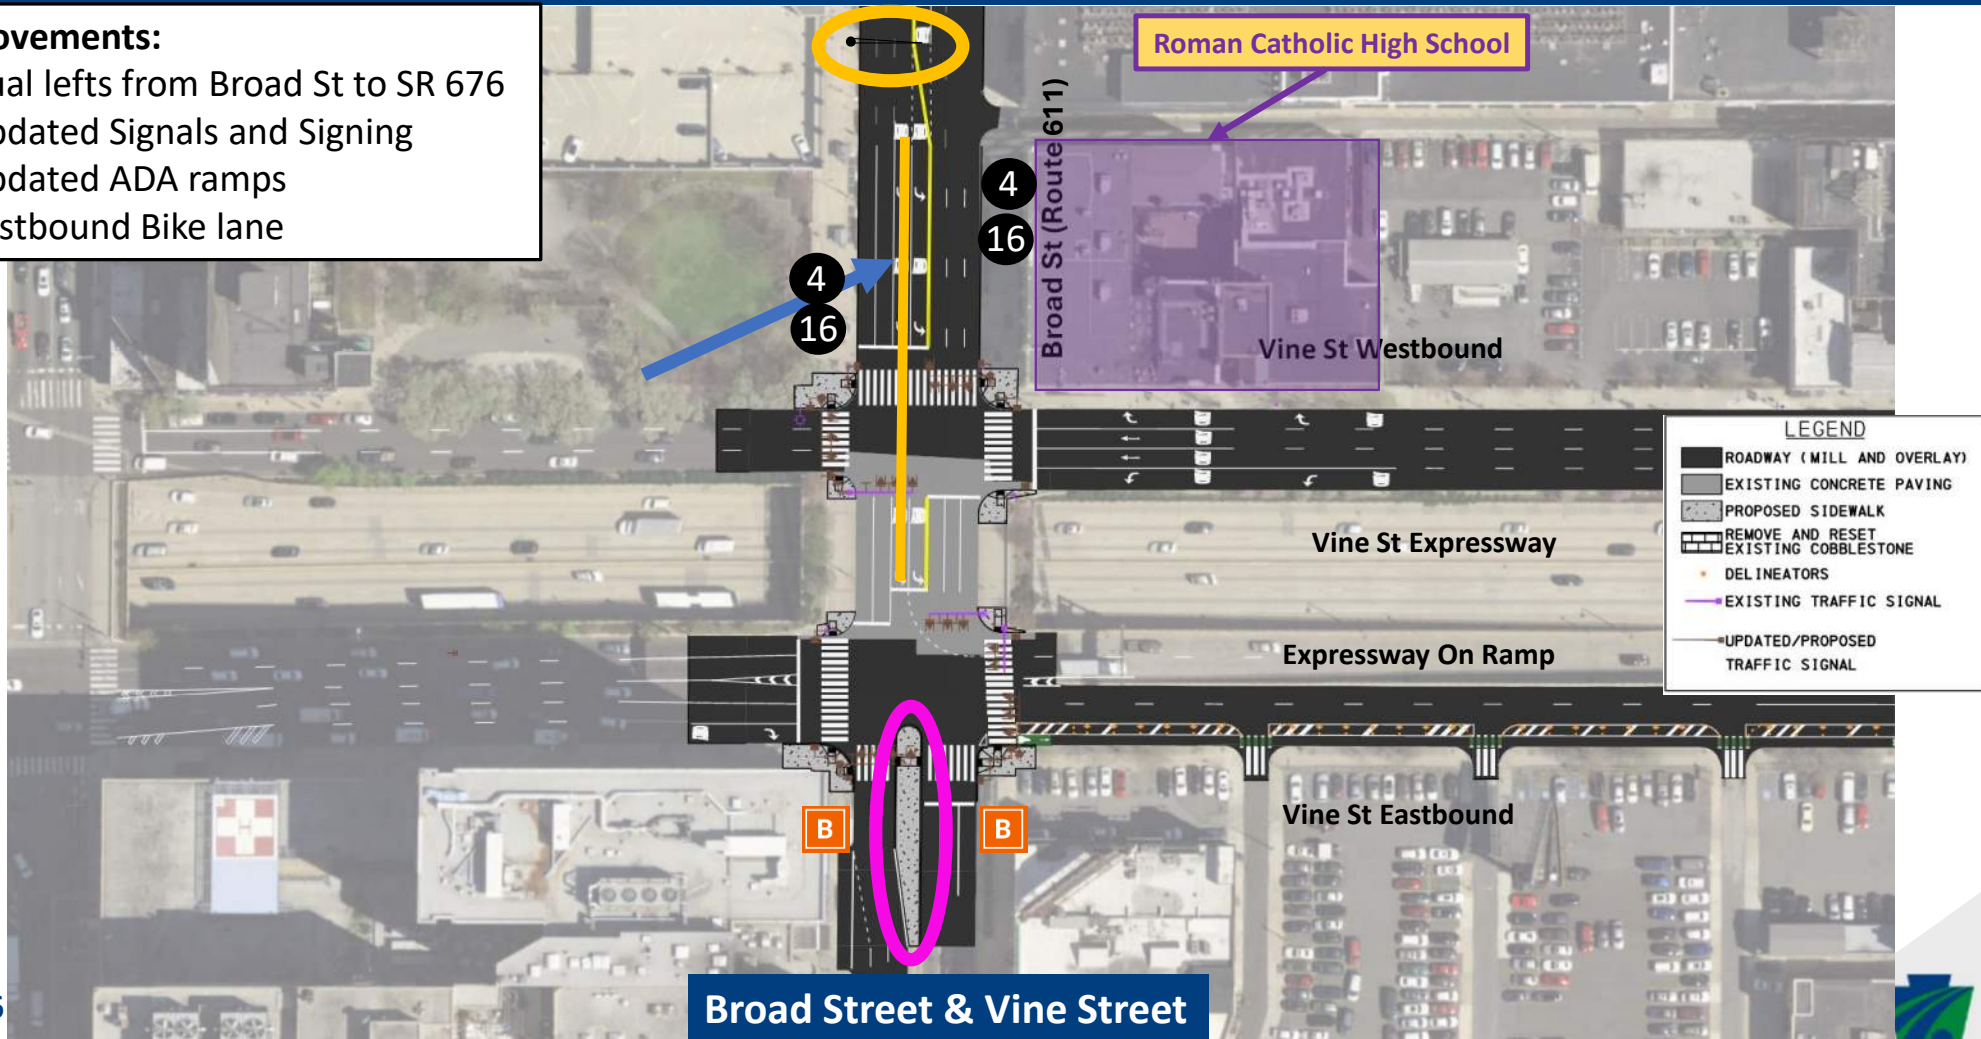 ovements:
ual lefts from Broad St to SR 676
pdated Signals and Signing
pdated ADA ramps
stbound Bike lane
Roman Catholic High School
Broad St (Route 611)
4
16
4
16
Vine St Westbound
LEGEND
ROADWAY (MILL AND OVERLAY)
EXISTING CONCRETE PAVING
PROPOSED SIDEWALK
REMOVE AND RESET
EXISTING COBBLESTONE
DELINEATORS
EXISTING TRAFFIC SIGNAL
UPDATED/PROPOSED
TRAFFIC SIGNAL
Vine St Expressway
Expressway On Ramp
Vine St Eastbound
B
B
H
Broad Street & Vine Street